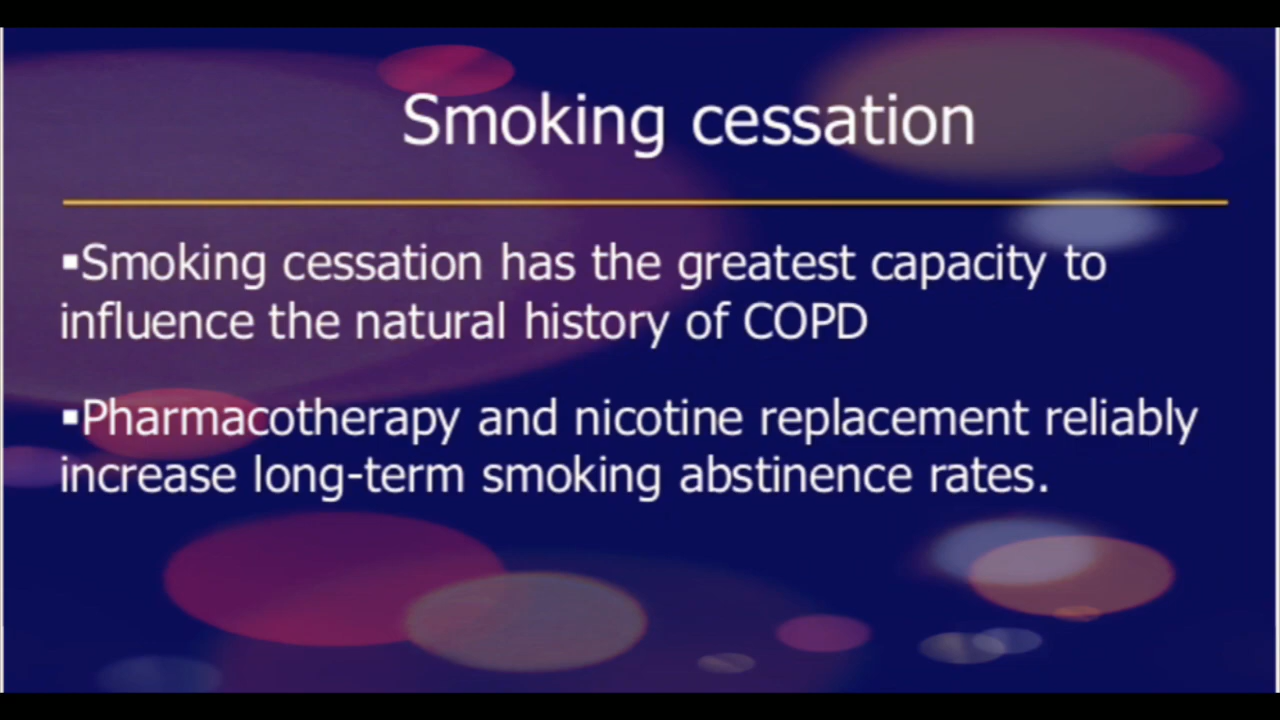 Smoking cessation
▪Smoking cessation has the greatest capacity to
influence the natural history of COPD
▪Pharmacotherapy and nicotine replacement reliably
increase long-term smoking abstinence rates.